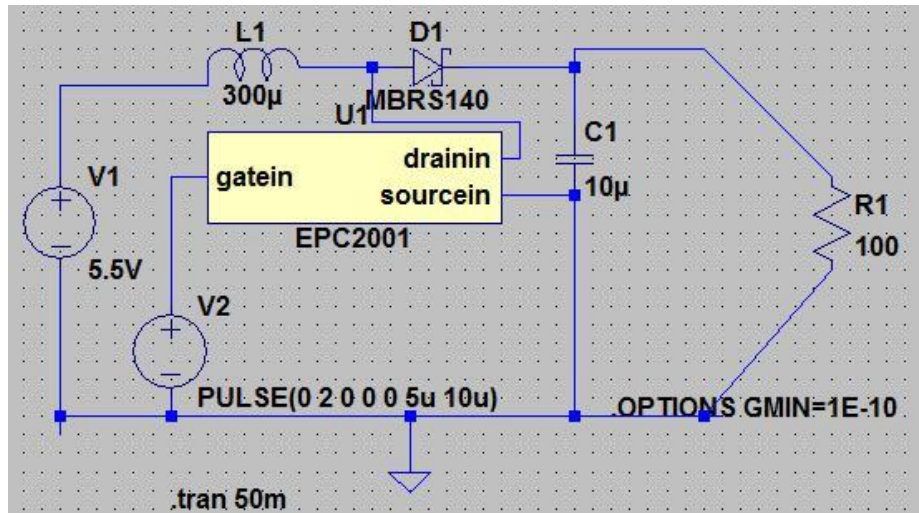 L1
300µ
D1
MBRS140
U1
gatein
drainin
sourcein
EPC2001
C1
10µ
V1
5.5V
R1
100
V2
PULSE(0 2 0 0 0 5u 10u)
.OPTIONS GMIN=1E-10
.tran 50m